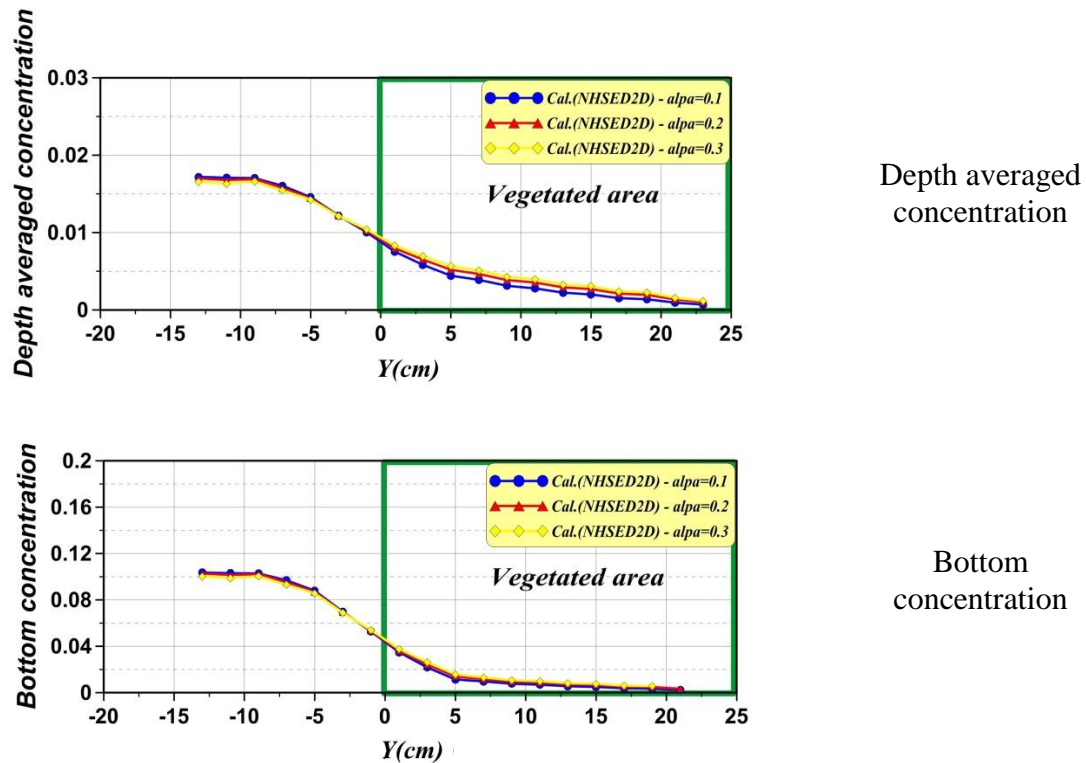 Depth averaged concentration
0.03
0.02
0.01
0
Cal.(NHSED2D) - alpa=0.1
Cal.(NHSED2D) - alpa=0.2
Cal.(NHSED2D) - alpa=0.3
Vegetated area
-20 -15 -10 -5 0 5 10 15 20 25
Y(cm)
Depth averaged
concentration
Bottom concentration
0.2
0.16
0.12
0.08
0.04
0
Cal.(NHSED2D) - alpa=0.1
Cal.(NHSED2D) - alpa=0.2
Cal.(NHSED2D) - alpa=0.3
Vegetated area
-20 -15 -10 -5 0 5 10 15 20 25
Y(cm)
Bottom
concentration